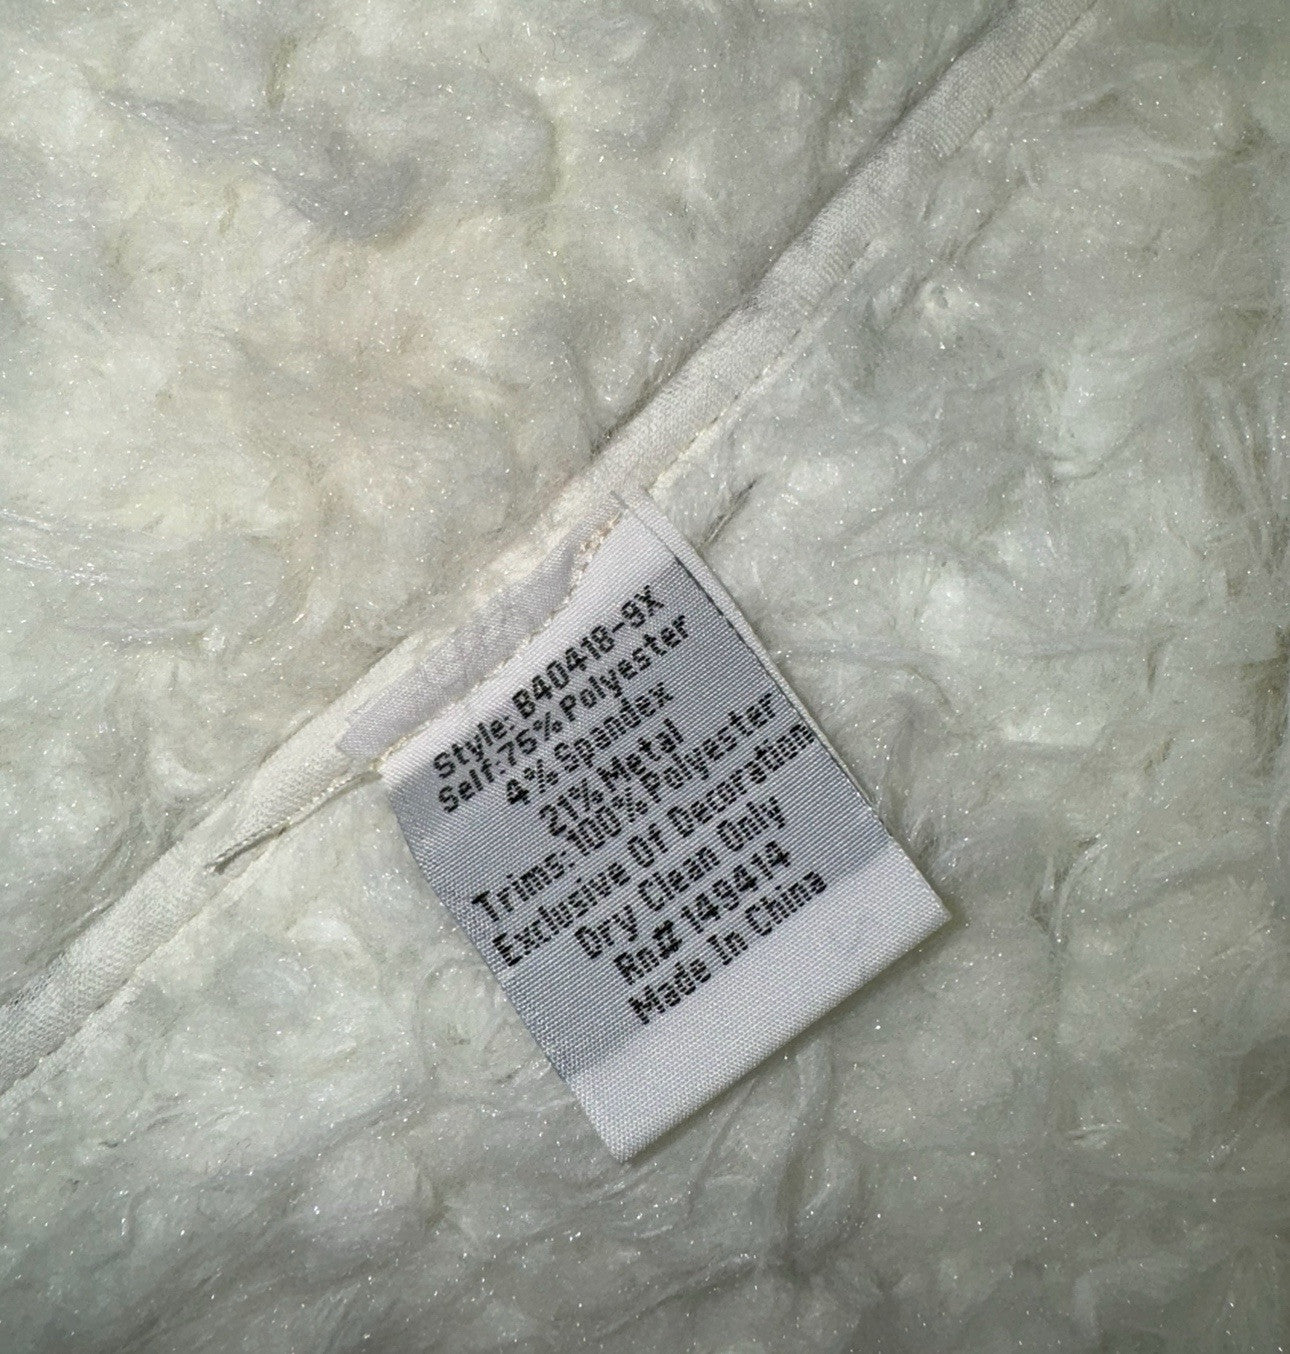 Style: B40418-9X
Self:75% Polyester
4% Spandex
21% Metal
Trims:100% Polyester
Exclusive Of Decoration
Dry Clean Only
Rn# 149414
Made In China